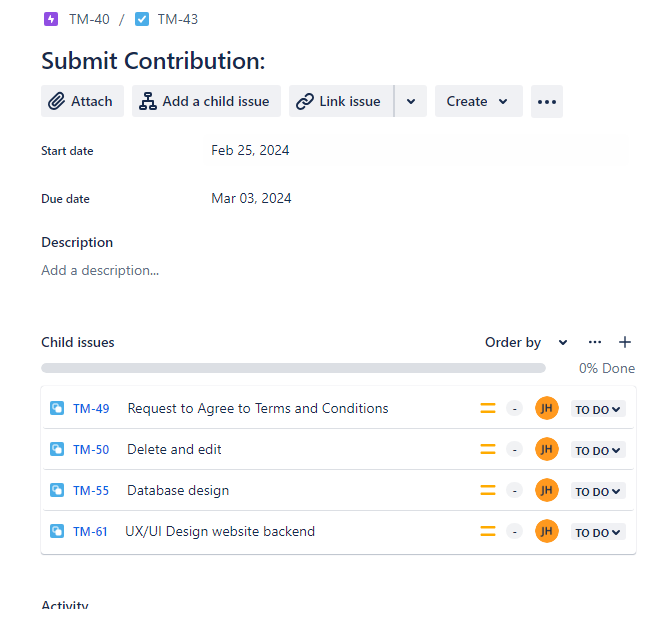 TM-40 / TM-43
Submit Contribution:
Attach Add a child issue Link issue Create
Start date Feb 25, 2024
Due date Mar 03, 2024
Description
Add a description...
Child issues Order by
0% Done
TM-49 Request to Agree to Terms and Conditions - JH TO DO
TM-50 Delete and edit - JH TO DO
TM-55 Database design - JH TO DO
TM-61 UX/UI Design website backend - JH TO DO
Activity